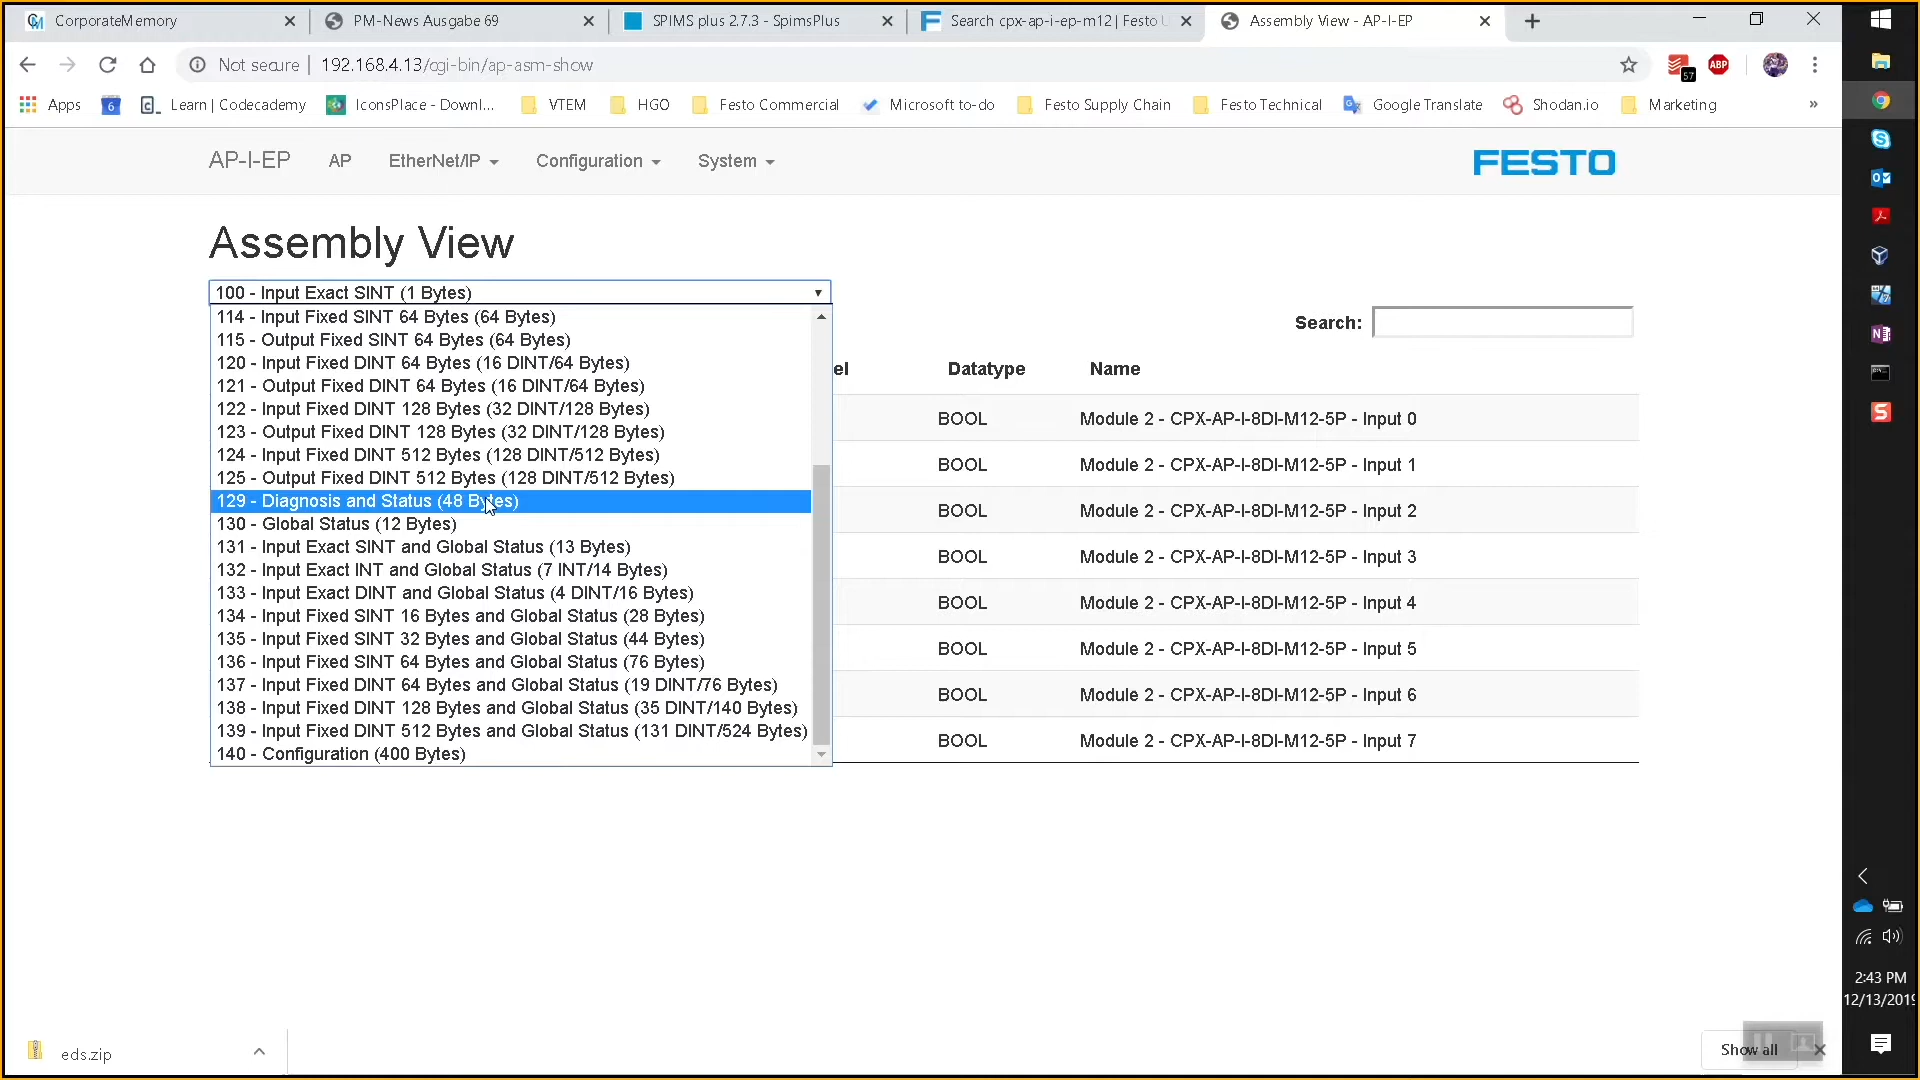 CorporateMemory
PM-News Ausgabe 69
SPIMS plus 2.7.3 - SpimsPlus
Search cpx-ap-i-ep-m12 | Festo U
Assembly View - AP-I-EP
Not secure
192.168.4.13/cgi-bin/ap-asm-show
57
ABP
Apps
6
Learn | Codecademy
IconsPlace - Downl...
VTEM
HGO
Festo Commercial
Microsoft to-do
Festo Supply Chain
Festo Technical
Google Translate
Shodan.io
Marketing
»
AP-I-EP
AP
EtherNet/IP
Configuration
System
FESTO
Assembly View
100 - Input Exact SINT (1 Bytes)
114 - Input Fixed SINT 64 Bytes (64 Bytes)
115 - Output Fixed SINT 64 Bytes (64 Bytes)
120 - Input Fixed DINT 64 Bytes (16 DINT/64 Bytes)
121 - Output Fixed DINT 64 Bytes (16 DINT/64 Bytes)
122 - Input Fixed DINT 128 Bytes (32 DINT/128 Bytes)
123 - Output Fixed DINT 128 Bytes (32 DINT/128 Bytes)
124 - Input Fixed DINT 512 Bytes (128 DINT/512 Bytes)
125 - Output Fixed DINT 512 Bytes (128 DINT/512 Bytes)
129 - Diagnosis and Status (48 Bytes)
130 - Global Status (12 Bytes)
131 - Input Exact SINT and Global Status (13 Bytes)
132 - Input Exact INT and Global Status (7 INT/14 Bytes)
133 - Input Exact DINT and Global Status (4 DINT/16 Bytes)
134 - Input Fixed SINT 16 Bytes and Global Status (28 Bytes)
135 - Input Fixed SINT 32 Bytes and Global Status (44 Bytes)
136 - Input Fixed SINT 64 Bytes and Global Status (76 Bytes)
137 - Input Fixed DINT 64 Bytes and Global Status (19 DINT/76 Bytes)
138 - Input Fixed DINT 128 Bytes and Global Status (35 DINT/140 Bytes)
139 - Input Fixed DINT 512 Bytes and Global Status (131 DINT/524 Bytes)
140 - Configuration (400 Bytes)
Search:
el Datatype Name
BOOL Module 2 - CPX-AP-I-8DI-M12-5P - Input 0
BOOL Module 2 - CPX-AP-I-8DI-M12-5P - Input 1
BOOL Module 2 - CPX-AP-I-8DI-M12-5P - Input 2
BOOL Module 2 - CPX-AP-I-8DI-M12-5P - Input 3
BOOL Module 2 - CPX-AP-I-8DI-M12-5P - Input 4
BOOL Module 2 - CPX-AP-I-8DI-M12-5P - Input 5
BOOL Module 2 - CPX-AP-I-8DI-M12-5P - Input 6
BOOL Module 2 - CPX-AP-I-8DI-M12-5P - Input 7
eds.zip
Show all
2:43 PM
12/13/2019